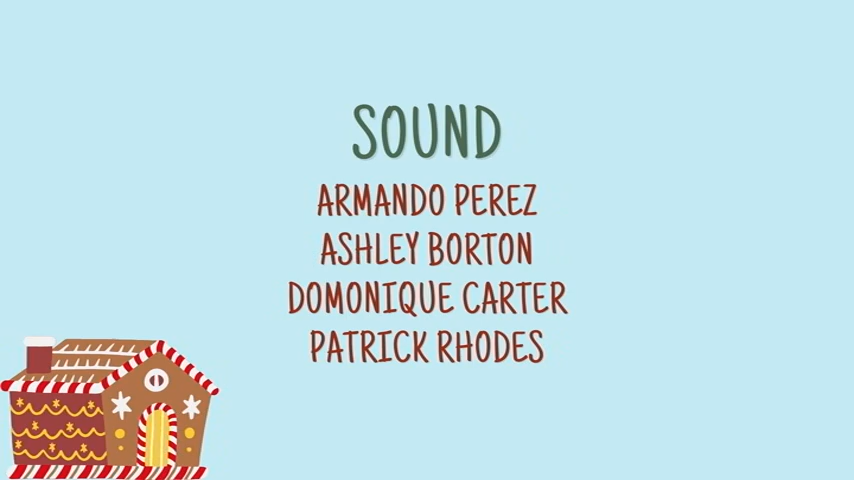 SOUND
ARMANDO PEREZ
ASHLEY BORTON
DOMONIQUE CARTER
PATRICK RHODES